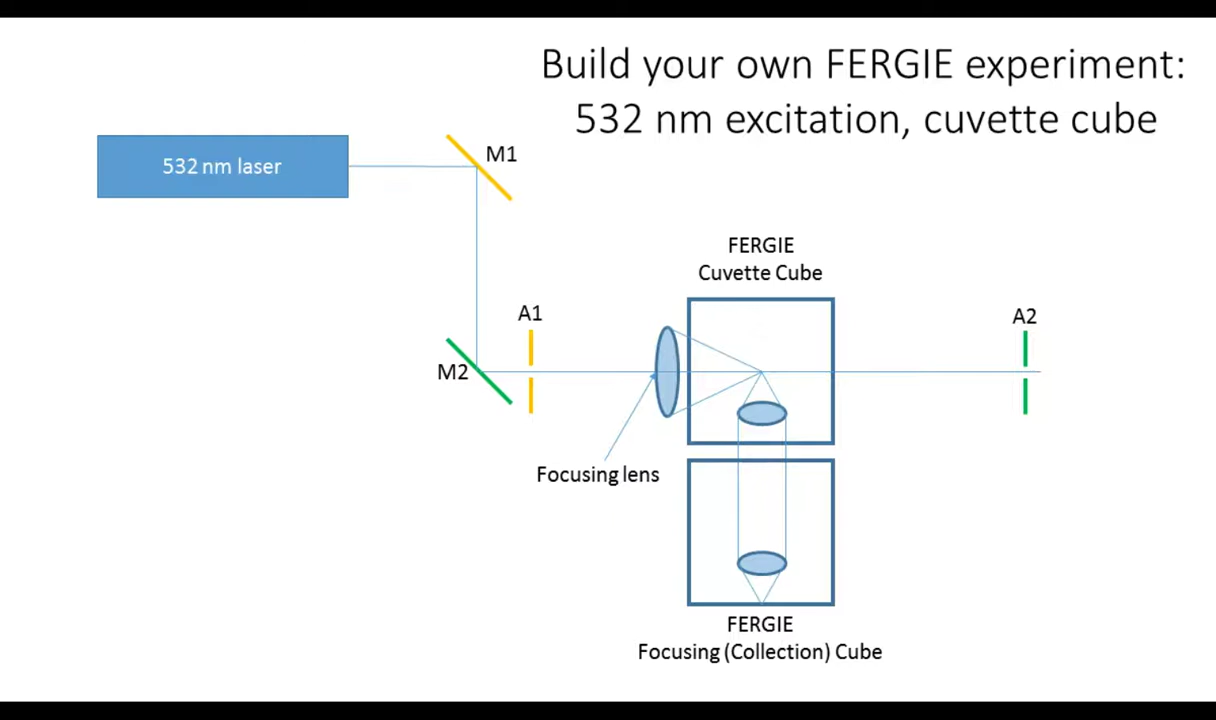 Build your own FERGIE experiment:
532 nm excitation, cuvette cube
532 nm laser
M1
FERGIE
Cuvette Cube
A1
A2
M2
Focusing lens
FERGIE
Focusing (Collection) Cube